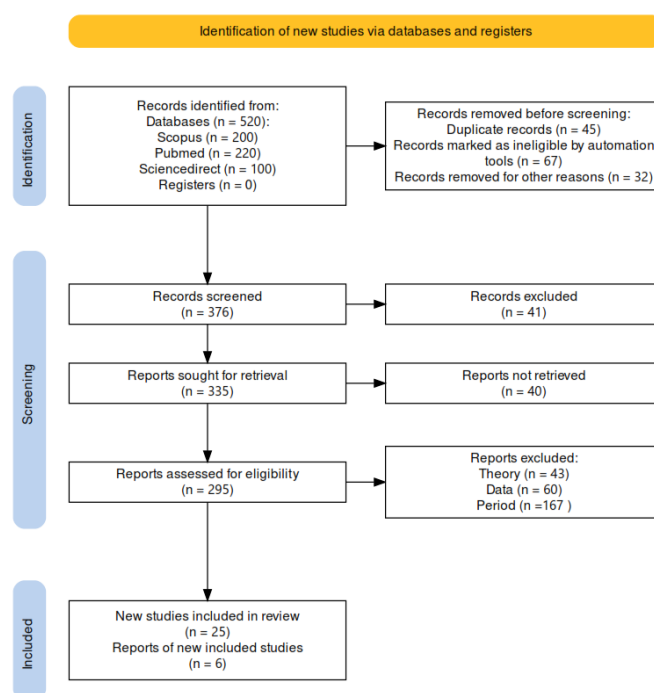 Identification of new studies via databases and registers
Identification
Records identified from:
Databases (n = 520):
Scopus (n = 200)
Pubmed (n = 220)
Sciencedirect (n = 100)
Registers (n = 0)
Records removed before screening:
Duplicate records (n = 45)
Records marked as ineligible by automation
tools (n = 67)
Records removed for other reasons (n = 32)
Screening
Records screened
(n = 376)
Records excluded
(n = 41)
Reports sought for retrieval
(n = 335)
Reports not retrieved
(n = 40)
Reports assessed for eligibility
(n = 295)
Reports excluded:
Theory (n = 43)
Data (n = 60)
Period (n =167 )
Included
New studies included in review
(n = 25)
Reports of new included studies
(n = 6)